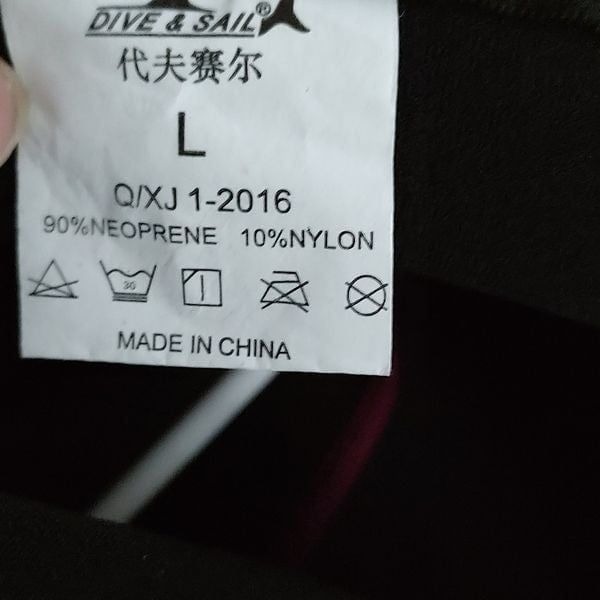 DIVE & SAIL®
代夫赛尔
L
Q/XJ 1-2016
90%NEOPRENE 10%NYLON
30
MADE IN CHINA